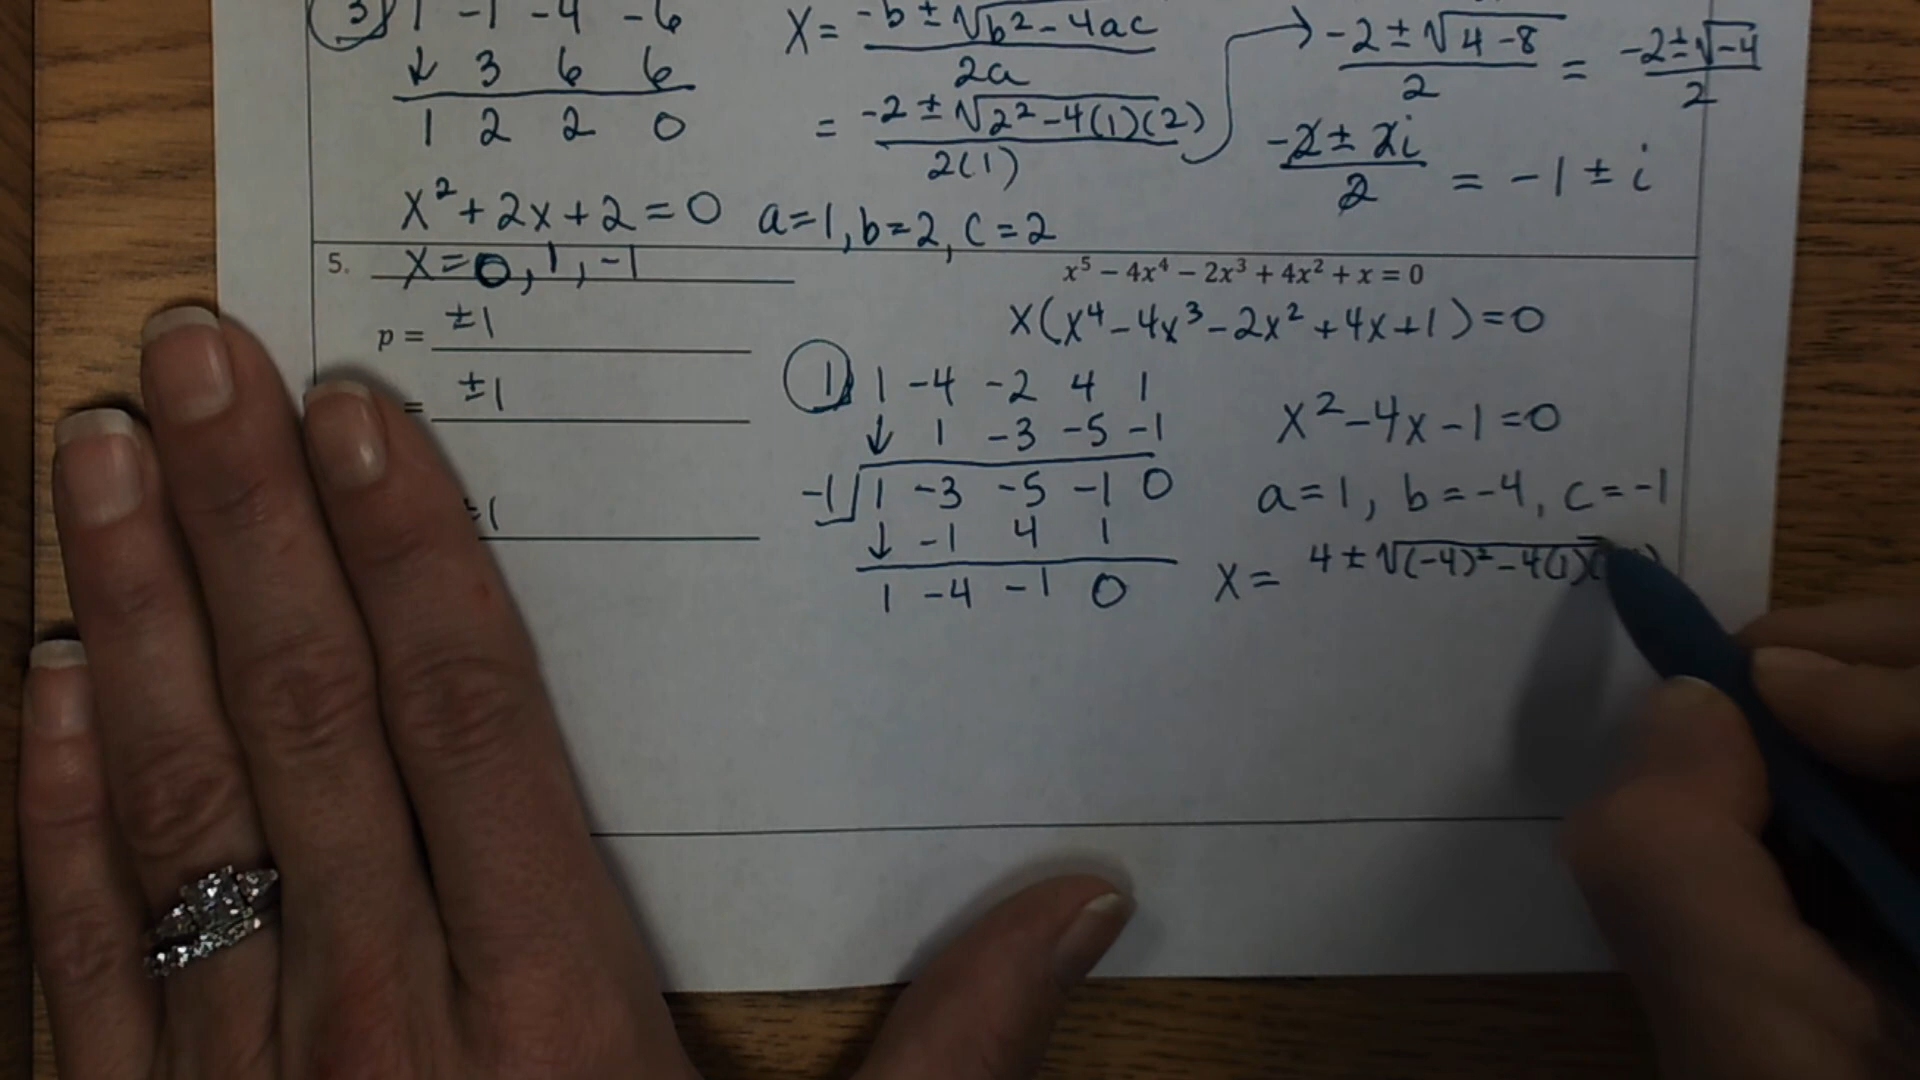 3 1 -1 -4 -6
↓ 3 6 6
1 2 2 0
x² + 2x + 2 = 0 a=1, b=2, c=2
x = -b ± √b² - 4ac / 2a
= -2 ± √2² - 4(1)(2) / 2(1)
→ -2 ± √4 - 8 / 2 = -2 ± √-4 / 2
-2 ± 2i / 2 = -1 ± i
5. x = 0, 1, -1
p = ±1
= ±1
±1
x⁵ − 4x⁴ − 2x³ + 4x² + x = 0
x(x⁴ - 4x³ - 2x² + 4x + 1) = 0
1 1 -4 -2 4 1
↓ 1 -3 -5 -1
-1 1 -3 -5 -1 0
↓ -1 4 1
1 -4 -1 0
x² - 4x - 1 = 0
a = 1, b = -4, c = -1
x = 4 ± √(-4)² - 4(1)(